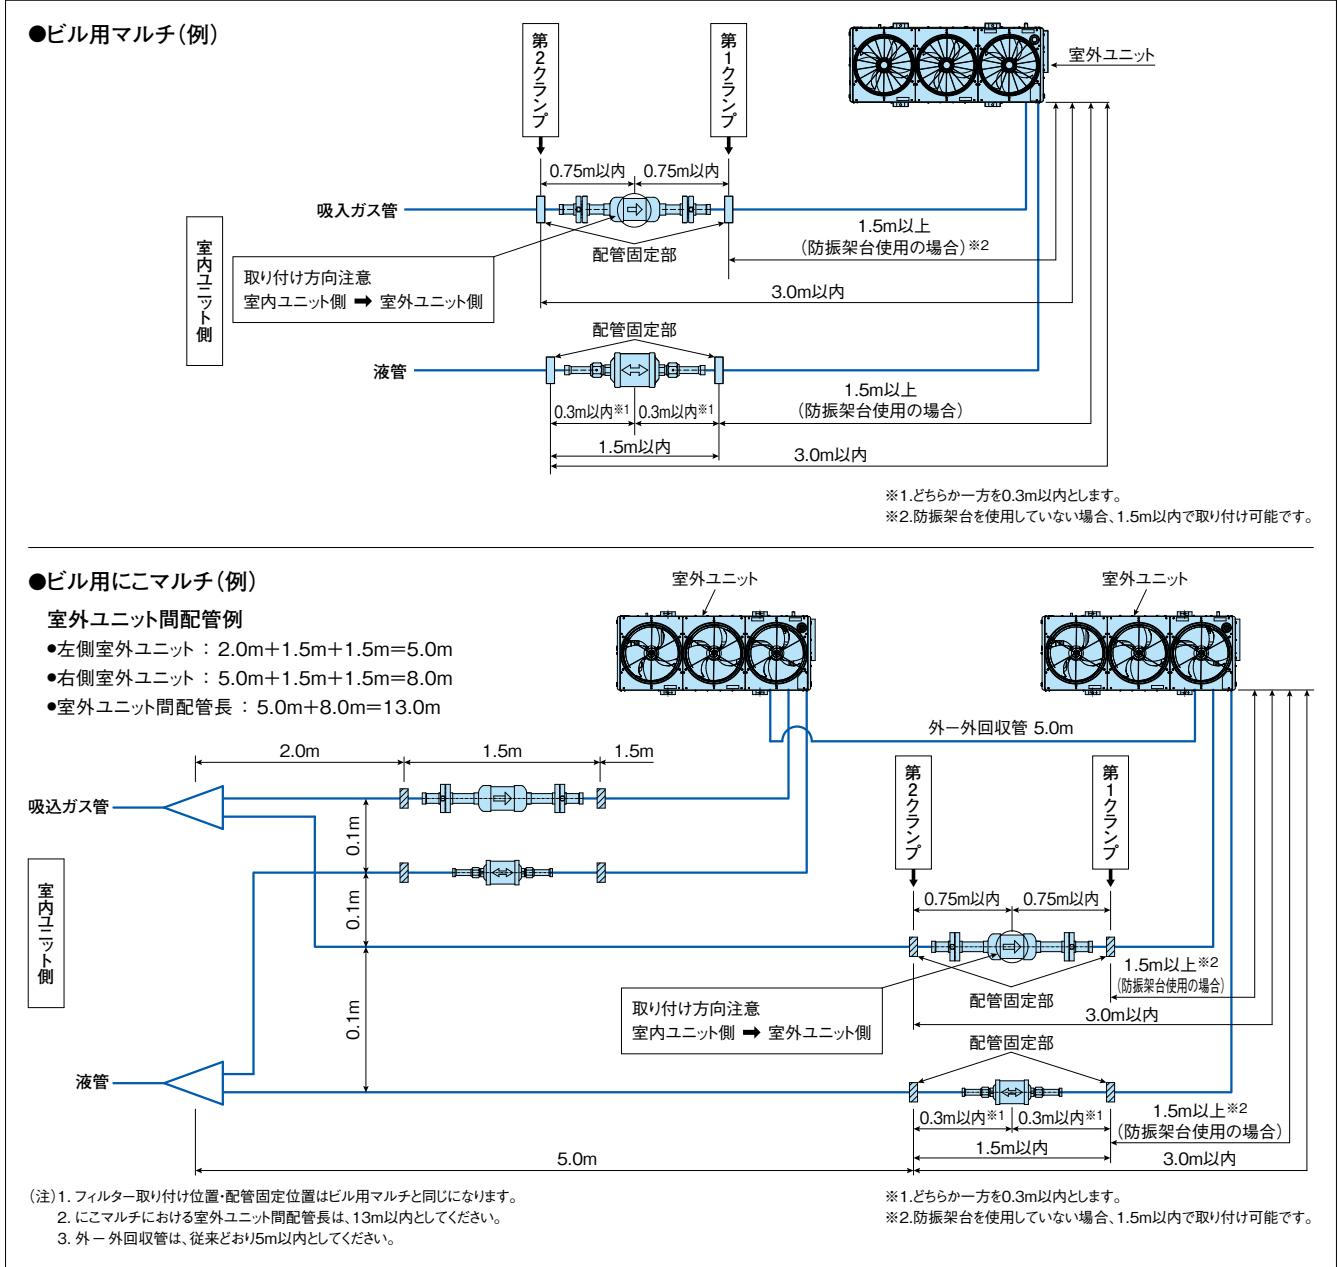 ●ビル用マルチ（例）
第2クランプ
第1クランプ
室外ユニット
0.75m以内
0.75m以内
吸入ガス管
配管固定部
1.5m以上
（防振架台使用の場合）※2
室内ユニット側
取り付け方向注意
室内ユニット側 ➡ 室外ユニット側
3.0m以内
配管固定部
液管
1.5m以上
（防振架台使用の場合）
0.3m以内※1
0.3m以内※1
1.5m以内
3.0m以内
※1.どちらか一方を0.3m以内とします。
※2.防振架台を使用していない場合、1.5m以内で取り付け可能です。
●ビル用にこマルチ（例）
室外ユニット間配管例
●左側室外ユニット ： 2.0m＋1.5m＋1.5m＝5.0m
●右側室外ユニット ： 5.0m＋1.5m＋1.5m＝8.0m
●室外ユニット間配管長 ： 5.0m＋8.0m＝13.0m
室外ユニット
室外ユニット
外－外回収管 5.0m
2.0m
1.5m
1.5m
吸込ガス管
0.1m
0.1m
0.1m
第2クランプ
第1クランプ
室内ユニット側
0.75m以内
0.75m以内
1.5m以上※2
（防振架台使用の場合）
配管固定部
3.0m以内
取り付け方向注意
室内ユニット側 ➡ 室外ユニット側
配管固定部
液管
0.3m以内※1
0.3m以内※1
1.5m以上※2
（防振架台使用の場合）
1.5m以内
5.0m
3.0m以内
（注）1. フィルター取り付け位置・配管固定位置はビル用マルチと同じになります。
2. にこマルチにおける室外ユニット間配管長は、13m以内としてください。
3. 外－外回収管は、従来どおり5m以内としてください。
※1.どちらか一方を0.3m以内とします。
※2.防振架台を使用していない場合、1.5m以内で取り付け可能です。